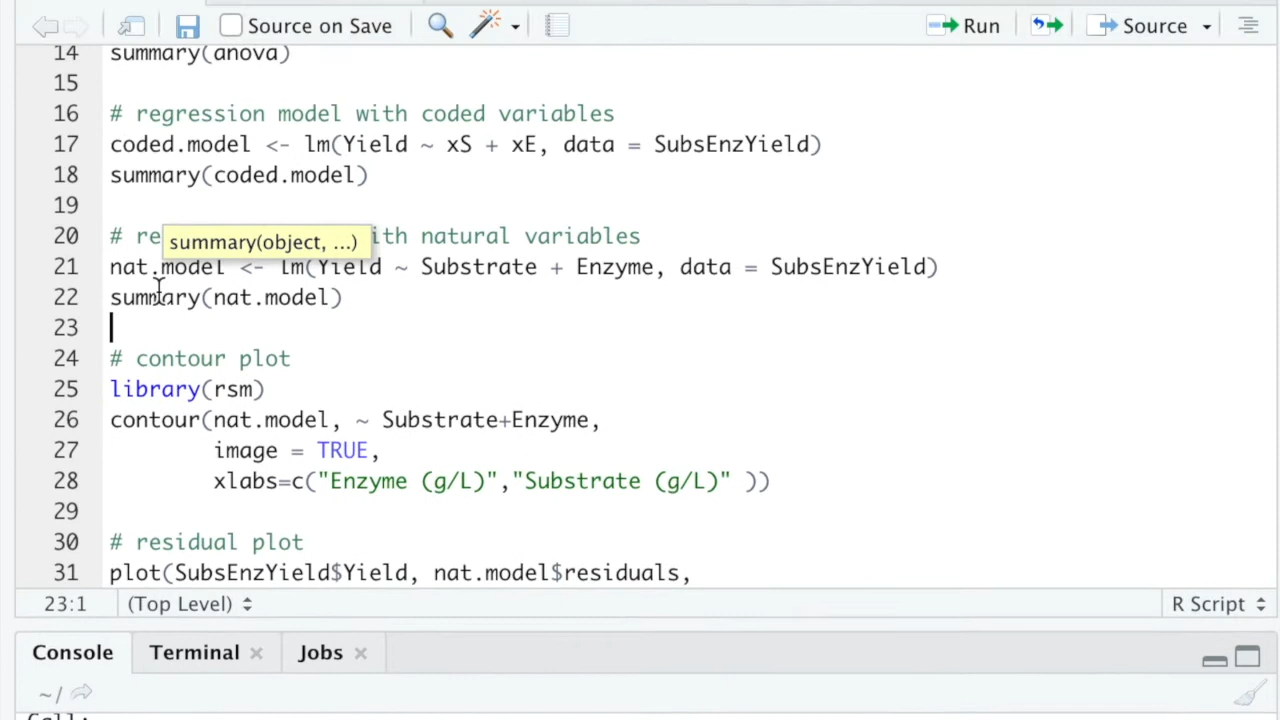 Source on Save Run Source
14 summary(anova)
15
16 # regression model with coded variables
17 coded.model <- lm(Yield ~ xS + xE, data = SubsEnzYield)
18 summary(coded.model)
19
summary(object, ...)
20 # re ith natural variables
21 nat.model <- lm(Yield ~ Substrate + Enzyme, data = SubsEnzYield)
22 summary(nat.model)
23
24 # contour plot
25 library(rsm)
26 contour(nat.model, ~ Substrate+Enzyme,
27 image = TRUE,
28 xlabs=c("Enzyme (g/L)","Substrate (g/L)" ))
29
30 # residual plot
31 plot(SubsEnzYield$Yield, nat.model$residuals,
23:1 (Top Level) R Script
Console Terminal Jobs
~/
Call: